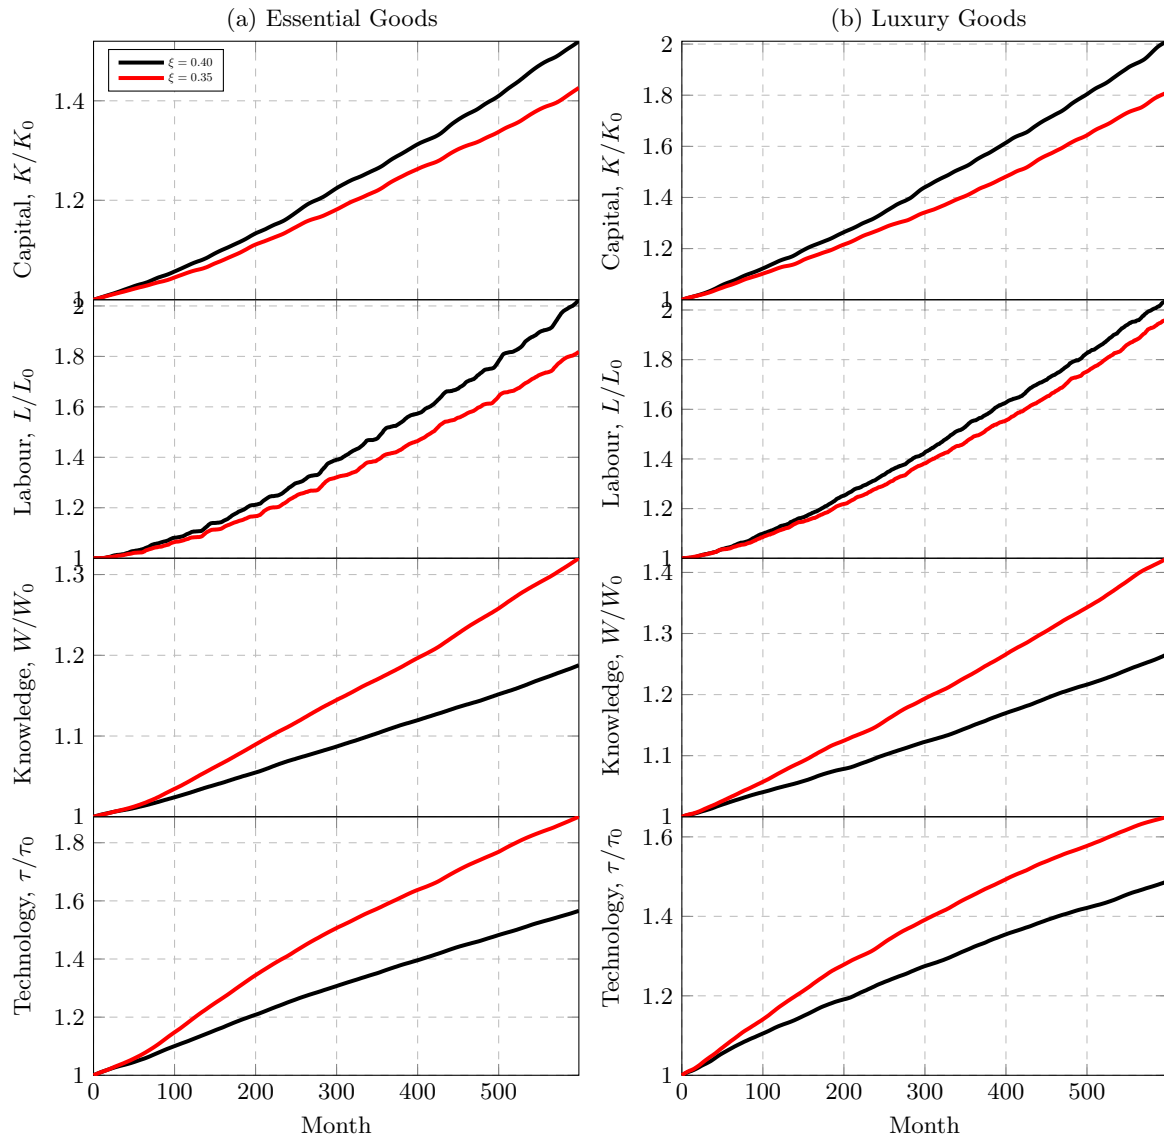 (a) Essential Goods
(b) Luxury Goods
ξ = 0.40
ξ = 0.35
Capital, K/K₀
1.4
1.2
1
Capital, K/K₀
2
1.8
1.6
1.4
1.2
1
Labour, L/L₀
2
1.8
1.6
1.4
1.2
1
Labour, L/L₀
2
1.8
1.6
1.4
1.2
1
Knowledge, W/W₀
1.3
1.2
1.1
1
Knowledge, W/W₀
1.4
1.3
1.2
1.1
1
Technology, τ/τ₀
1.8
1.6
1.4
1.2
1
0 100 200 300 400 500
Month
Technology, τ/τ₀
1.6
1.4
1.2
1
0 100 200 300 400 500
Month